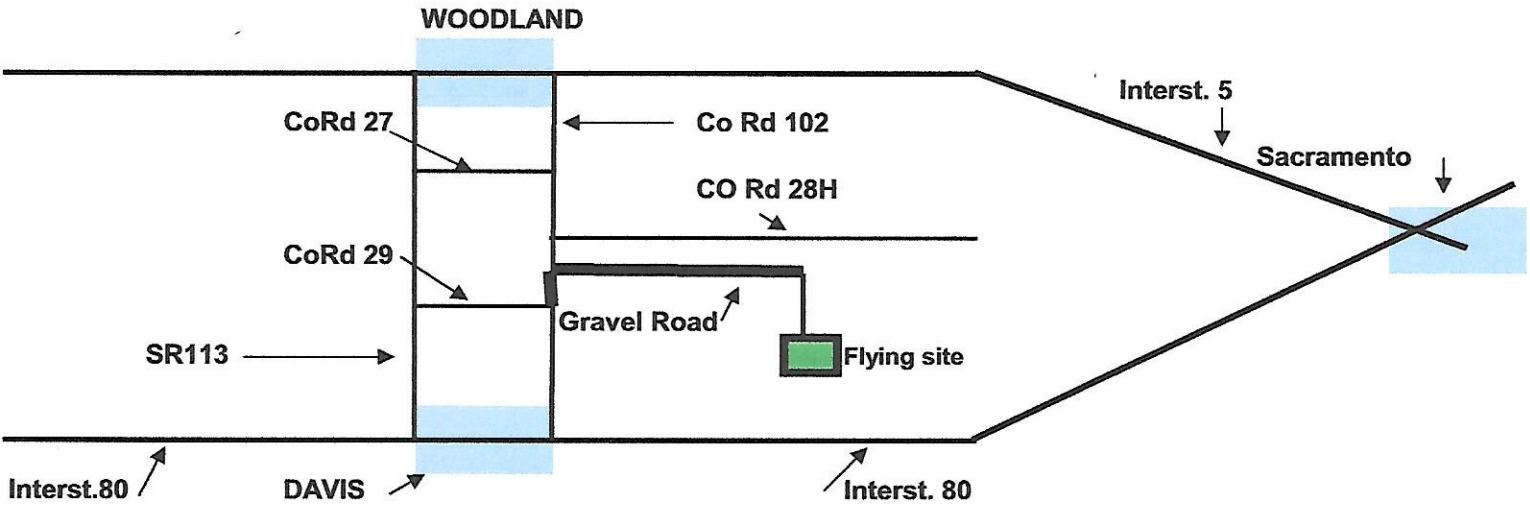 WOODLAND
Interst. 5
CoRd 27
Co Rd 102
Sacramento
CO Rd 28H
CoRd 29
Gravel Road
SR113
Flying site
Interst.80
DAVIS
Interst. 80